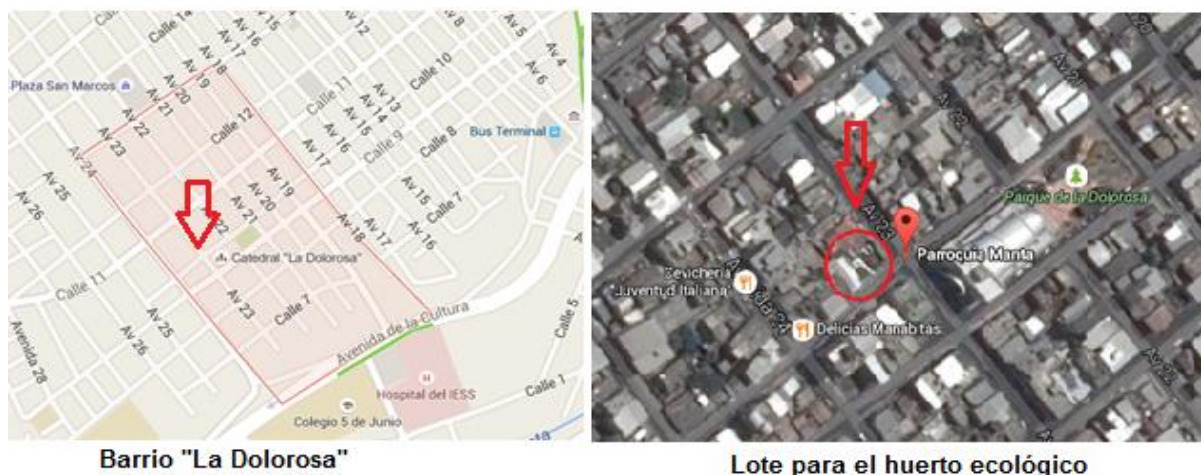 Calle 14
Av 18
Av 17
Av 16
Av 12
Av 8
Av 5
Av 4
Av 6
Plaza San Marcos
Av 20
Av 19
Av 21
Av 22
Av 23
Av 24
Calle 12
Calle 11
Calle 10
Av 13
Av 14
Av 15
Av 16
Calle 9
Calle 8
Av 17
Bus Terminal
Av 25
Av 26
Av 19
Av 20
Av 21
22
Av 15
Calle 7
Av 18
Av 17
Av 16
Catedral "La Dolorosa"
Calle 11
Av 23
Calle 7
Av 25
Av 26
Avenida 28
Avenida de la Cultura
Calle 5
Hospital del IESS
Calle 1
Colegio 5 de Junio
Barrio "La Dolorosa"
Av 22
Parque de la Dolorosa
Av 23
Parroquia Manta
Cevichería
"Juventud Italiana"
Delicias Manabitas
Av 22
Lote para el huerto ecológico